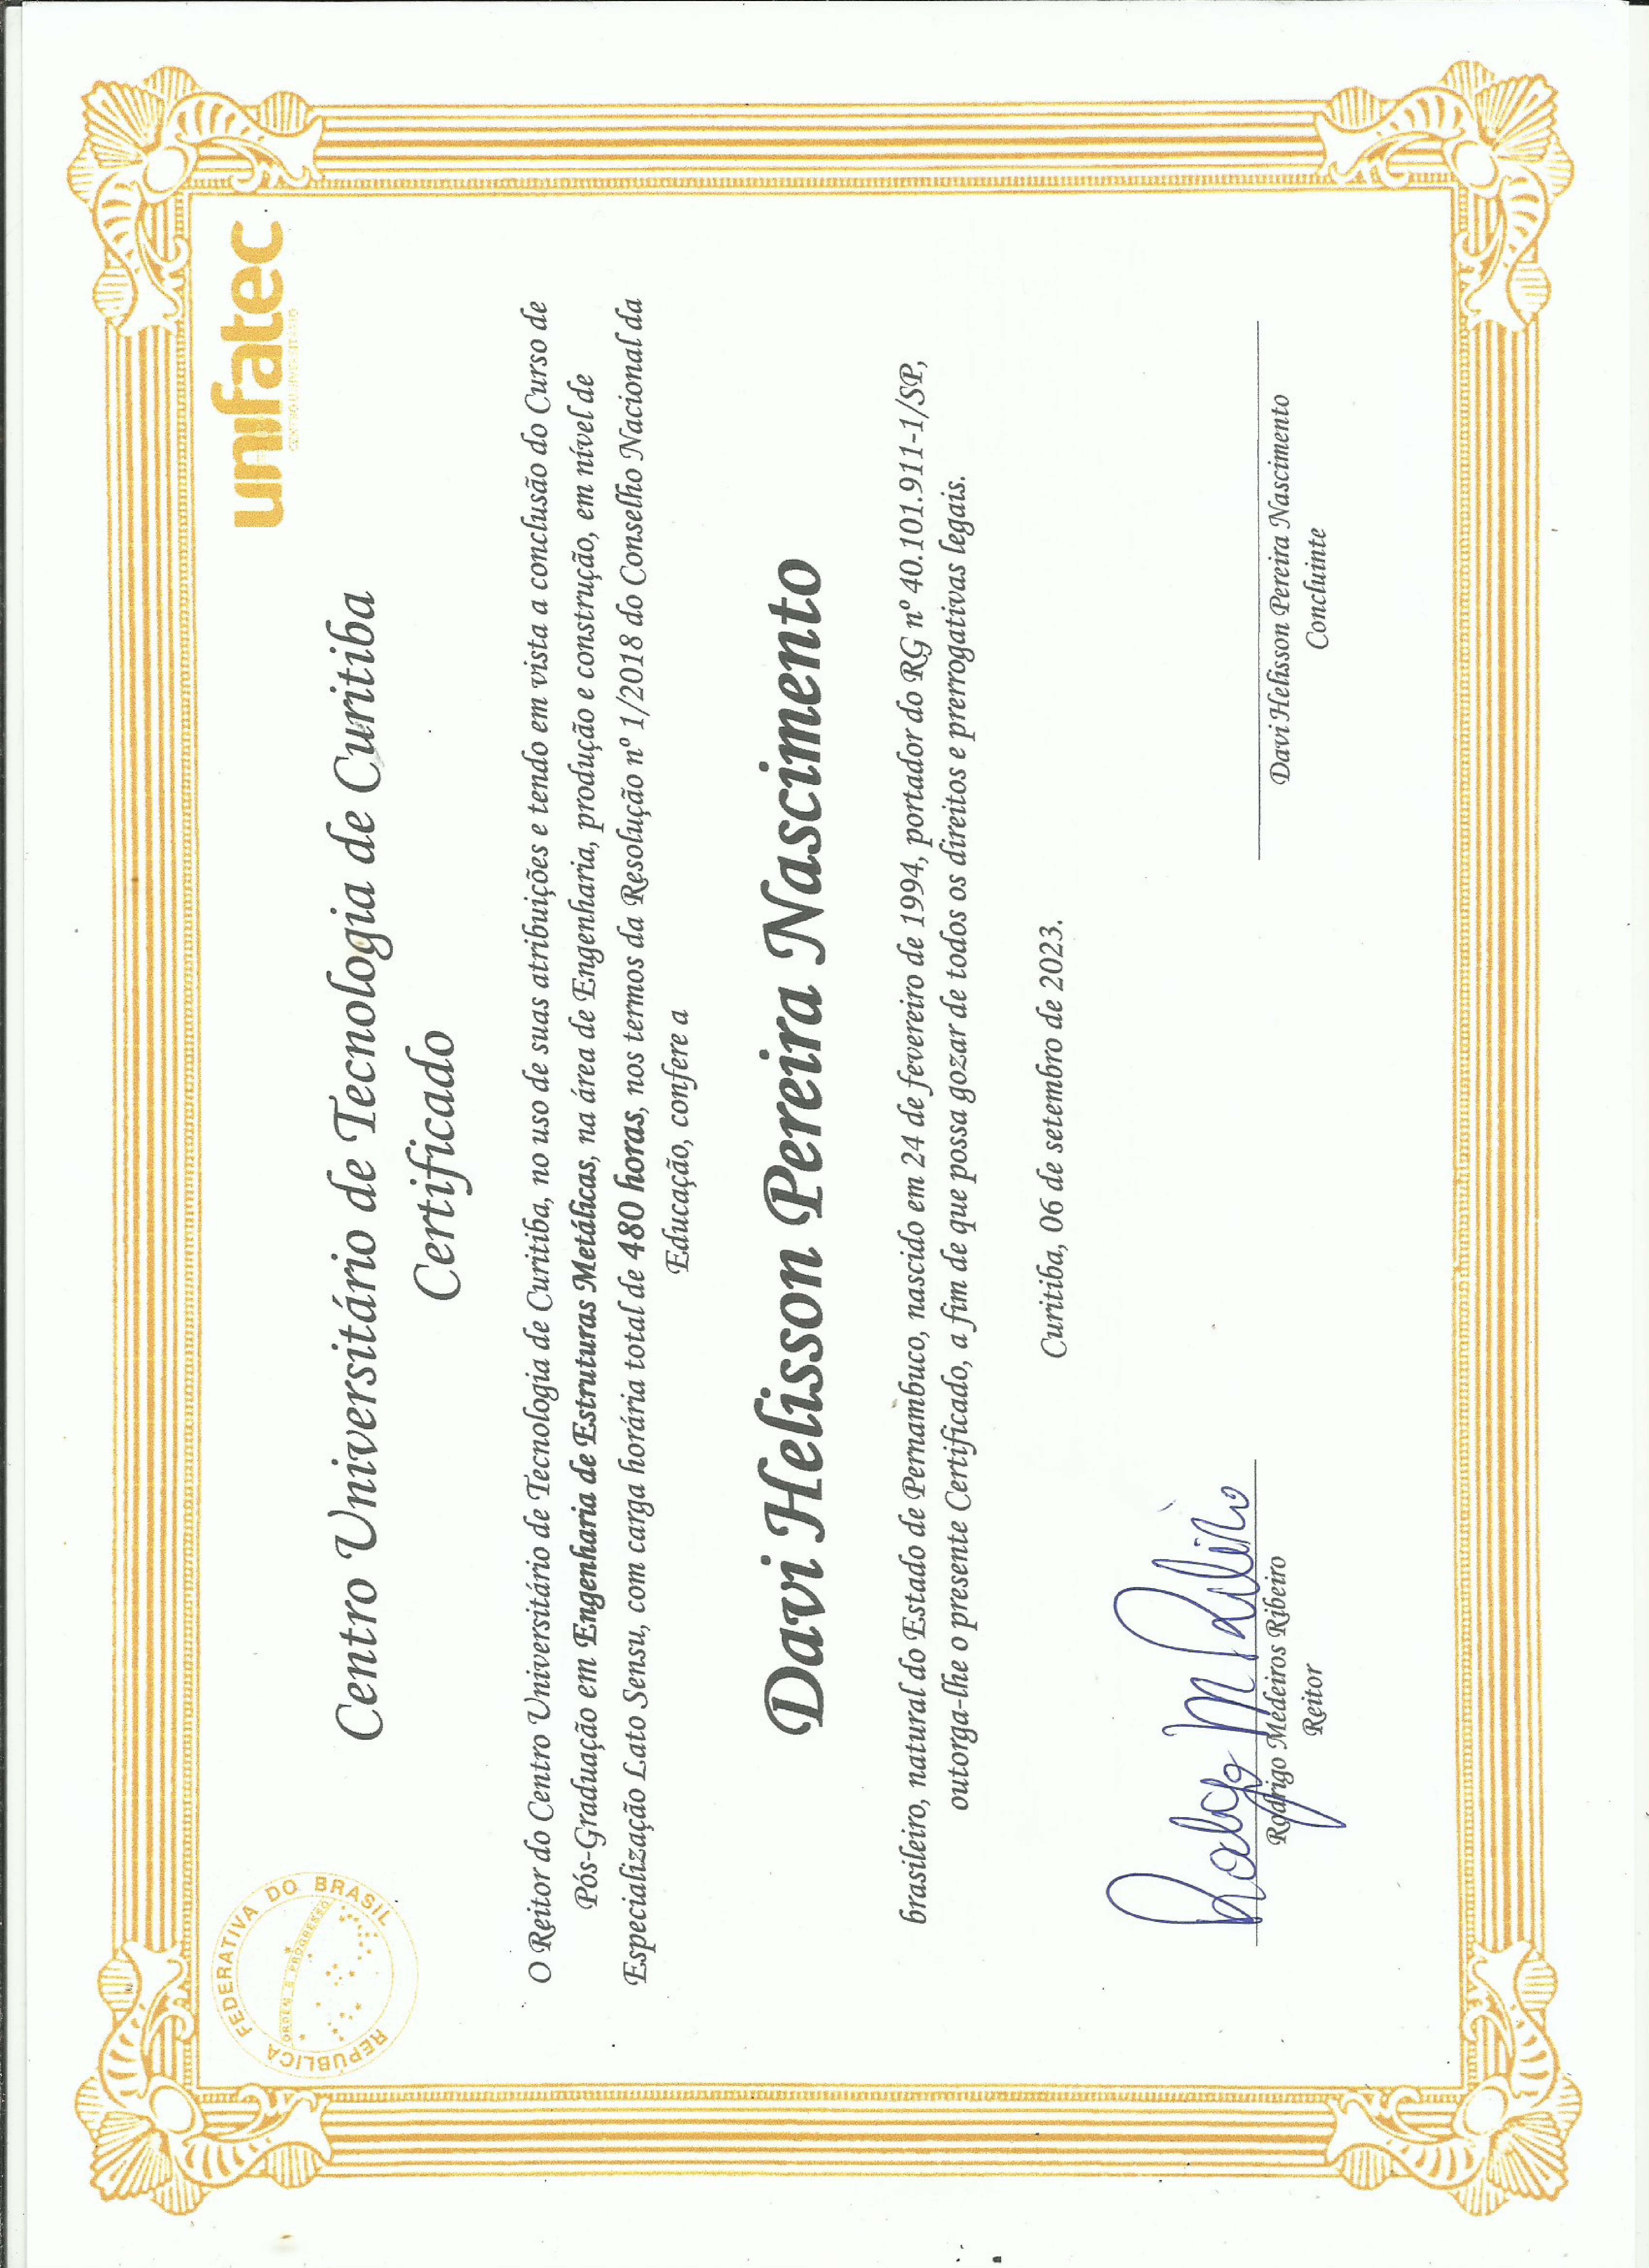 REPÚBLICA FEDERATIVA DO BRASIL
ORDEM E PROGRESSO
unifatec
CENTRO UNIVERSITÁRIO
Centro Universitário de Tecnologia de Curitiba
Certificado
O Reitor do Centro Universitário de Tecnologia de Curitiba, no uso de suas atribuições e tendo em vista a conclusão do Curso de
Pós-Graduação em Engenharia de Estruturas Metálicas, na área de Engenharia, produção e construção, em nível de
Especialização Lato Sensu, com carga horária total de 480 horas, nos termos da Resolução nº 1/2018 do Conselho Nacional da
Educação, confere a
Davi Helisson Pereira Nascimento
brasileiro, natural do Estado de Pernambuco, nascido em 24 de fevereiro de 1994, portador do RG nº 40.101.911-1/SP,
outorga-lhe o presente Certificado, a fim de que possa gozar de todos os direitos e prerrogativas legais.
Curitiba, 06 de setembro de 2023.
Rodrigo M Ribeiro
Rodrigo Medeiros Ribeiro
Reitor
Davi Helisson Pereira Nascimento
Concluinte